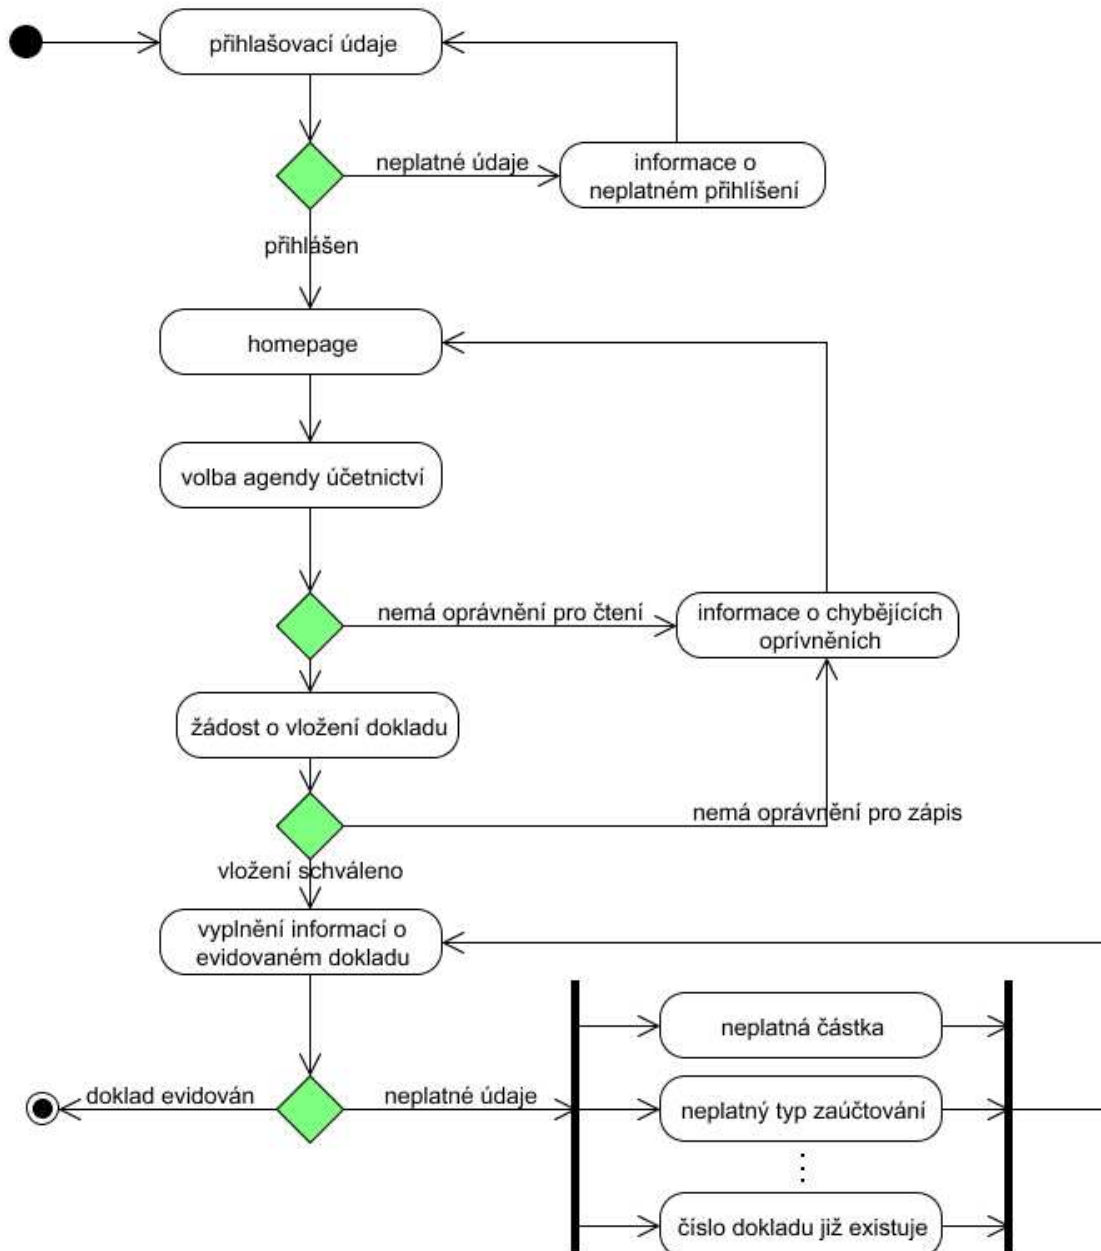 přihlašovací údaje
neplatné údaje
informace o
neplatném přihlíšení
přihlášen
homepage
volba agendy účetnictví
nemá oprávnění pro čtení
informace o chybějících
oprívněních
žádost o vložení dokladu
nemá oprávnění pro zápis
vložení schváleno
vyplnění informací o
evidovaném dokladu
neplatná částka
doklad evidován
neplatné údaje
neplatný typ zaúčtování
číslo dokladu již existuje